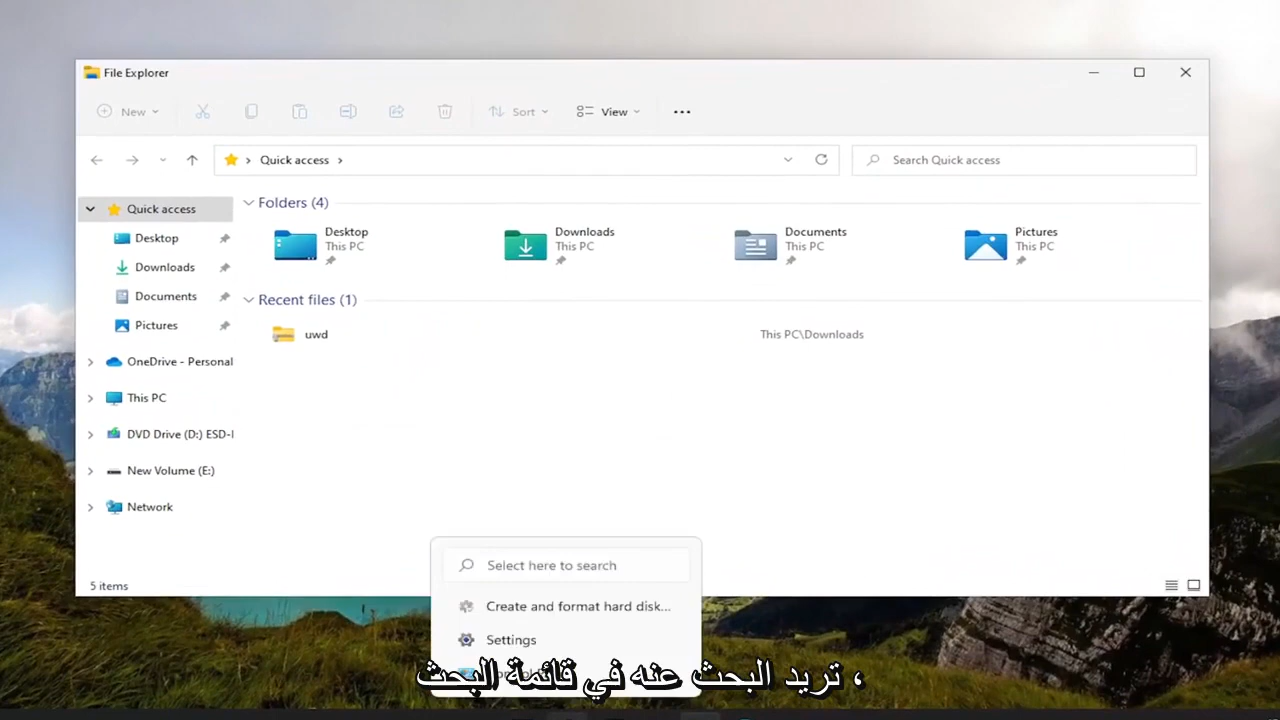 File Explorer
New
Sort
View
Quick access
Search Quick access
Quick access
Desktop
Downloads
Documents
Pictures
OneDrive - Personal
This PC
DVD Drive (D:) ESD-I
New Volume (E:)
Network
Folders (4)
Desktop
This PC
Downloads
This PC
Documents
This PC
Pictures
This PC
Recent files (1)
uwd
This PC\Downloads
5 items
Select here to search
Create and format hard disk...
Settings
، تريد البحث عنه في قائمة البحث